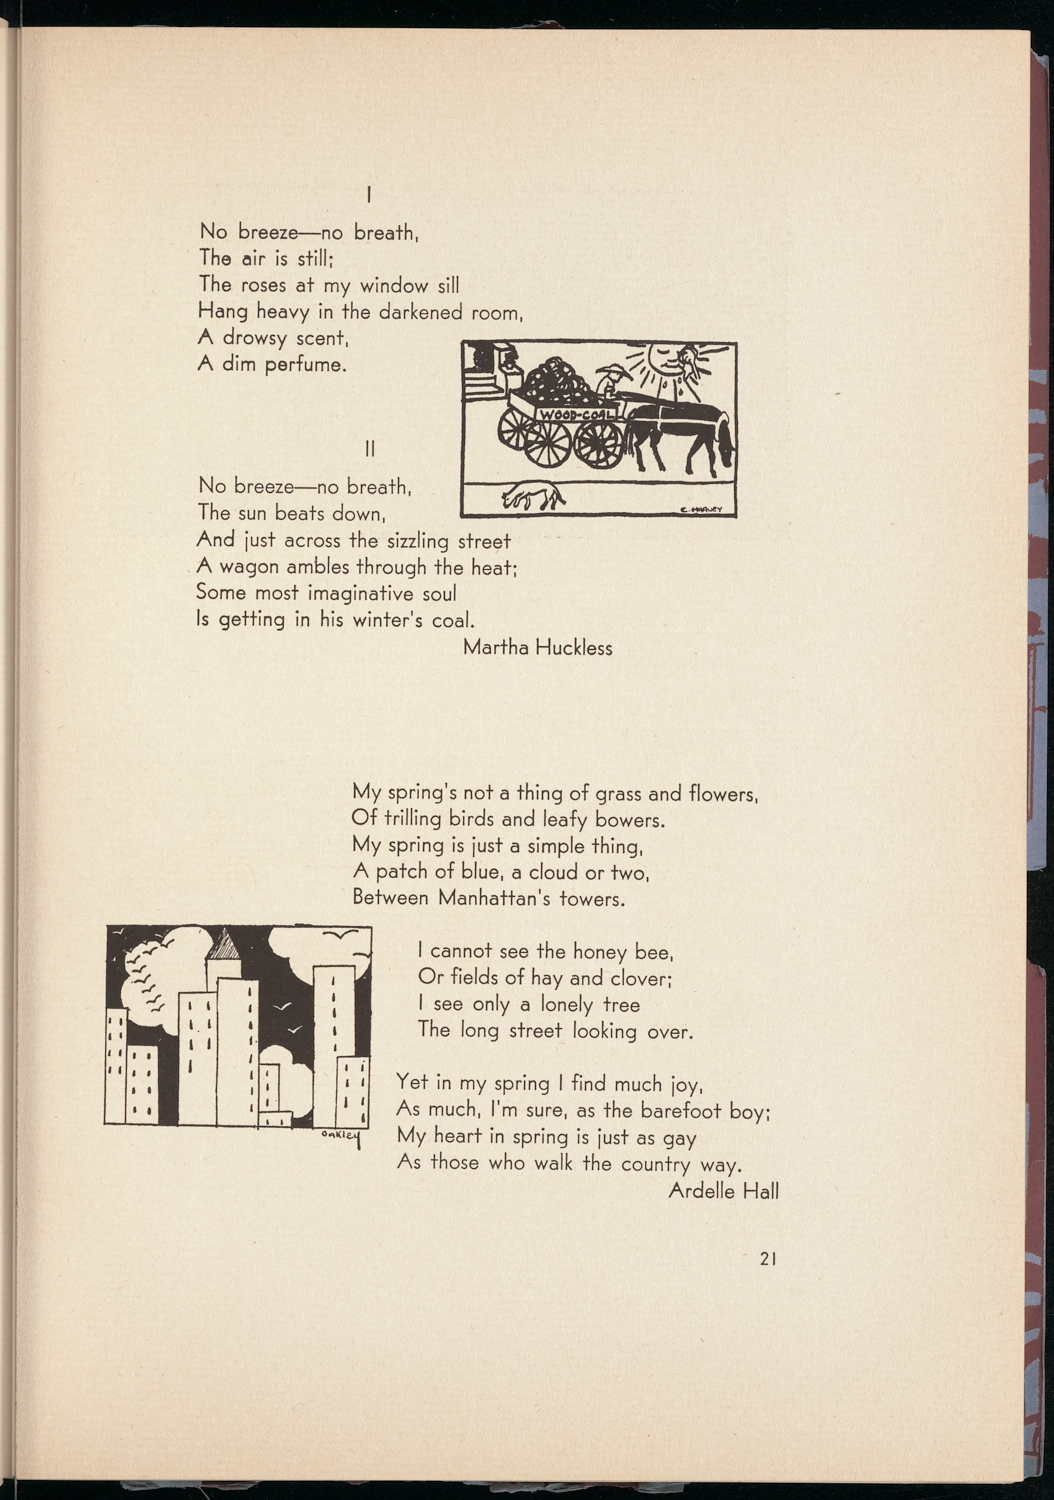 I
No breeze—no breath,
The air is still;
The roses at my window sill
Hang heavy in the darkened room,
A drowsy scent,
A dim perfume.
WOOD-COAL
E. HARVEY
II
No breeze—no breath,
The sun beats down,
And just across the sizzling street
A wagon ambles through the heat;
Some most imaginative soul
Is getting in his winter's coal.
Martha Huckless
My spring's not a thing of grass and flowers,
Of trilling birds and leafy bowers.
My spring is just a simple thing,
A patch of blue, a cloud or two,
Between Manhattan's towers.
I cannot see the honey bee,
Or fields of hay and clover;
I see only a lonely tree
The long street looking over.
Yet in my spring I find much joy,
As much, I'm sure, as the barefoot boy;
My heart in spring is just as gay
As those who walk the country way.
Ardelle Hall
Oakley
21